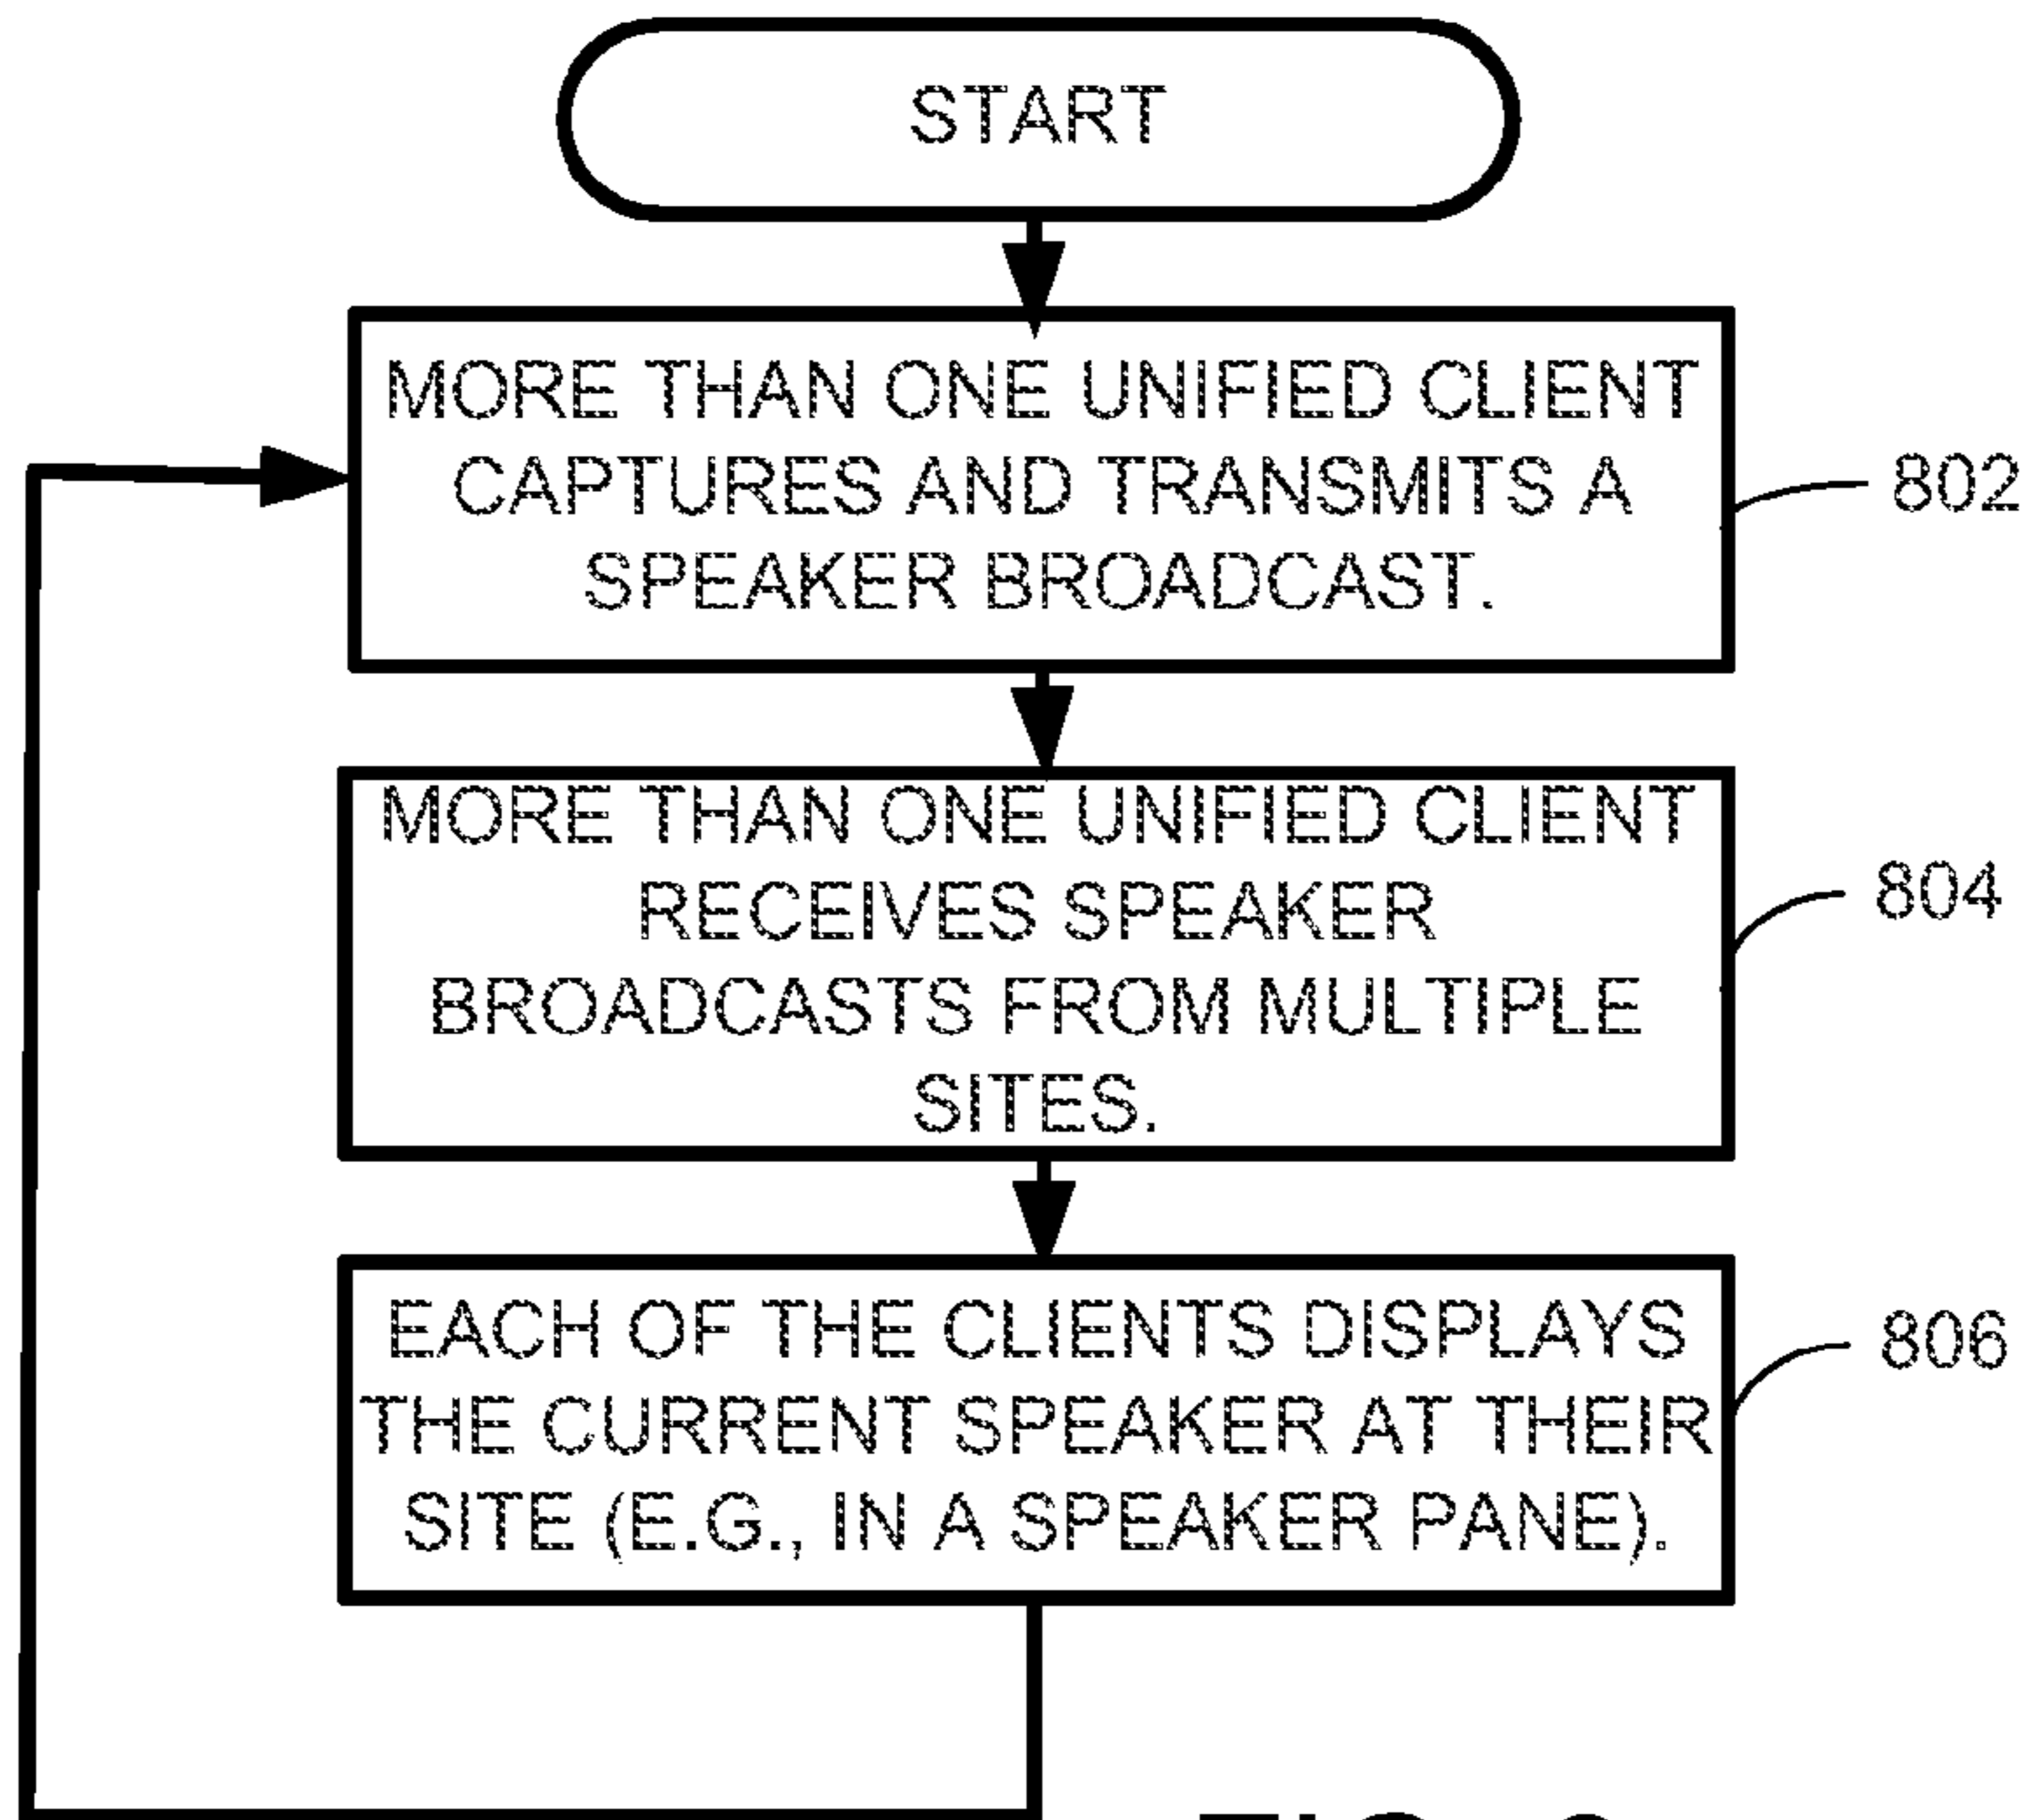 START
MORE THAN ONE UNIFIED CLIENT
CAPTURES AND TRANSMITS A
SPEAKER BROADCAST.
802
MORE THAN ONE UNIFIED CLIENT
RECEIVES SPEAKER
BROADCASTS FROM MULTIPLE
SITES.
804
EACH OF THE CLIENTS DISPLAYS
THE CURRENT SPEAKER AT THEIR
SITE (E.G., IN A SPEAKER PANE).
806